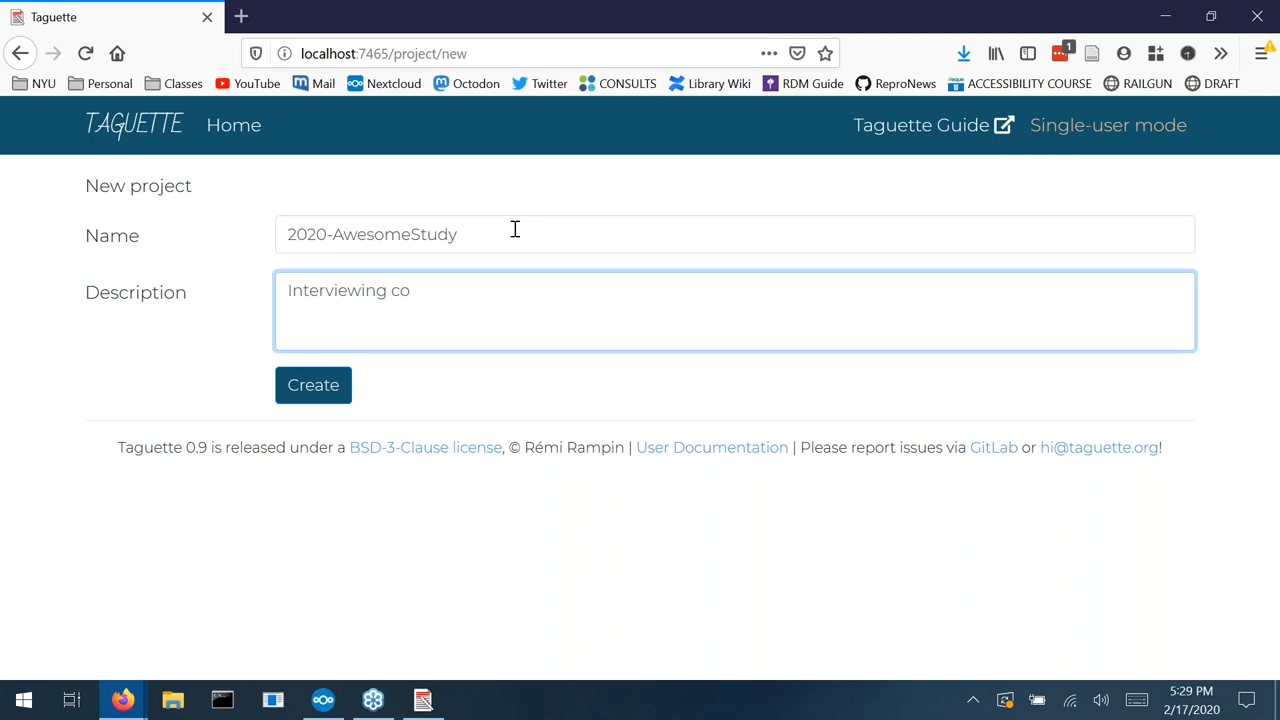 Taguette
localhost:7465/project/new
1
NYU Personal Classes YouTube Mail Nextcloud Octodon Twitter CONSULTS Library Wiki RDM Guide ReproNews ACCESSIBILITY COURSE RAILGUN DRAFT
TAGUETTE Home Taguette Guide Single-user mode
New project
Name 2020-AwesomeStudy
Description Interviewing co
Create
Taguette 0.9 is released under a BSD-3-Clause license, © Rémi Rampin | User Documentation | Please report issues via GitLab or hi@taguette.org!
5:29 PM
2/17/2020